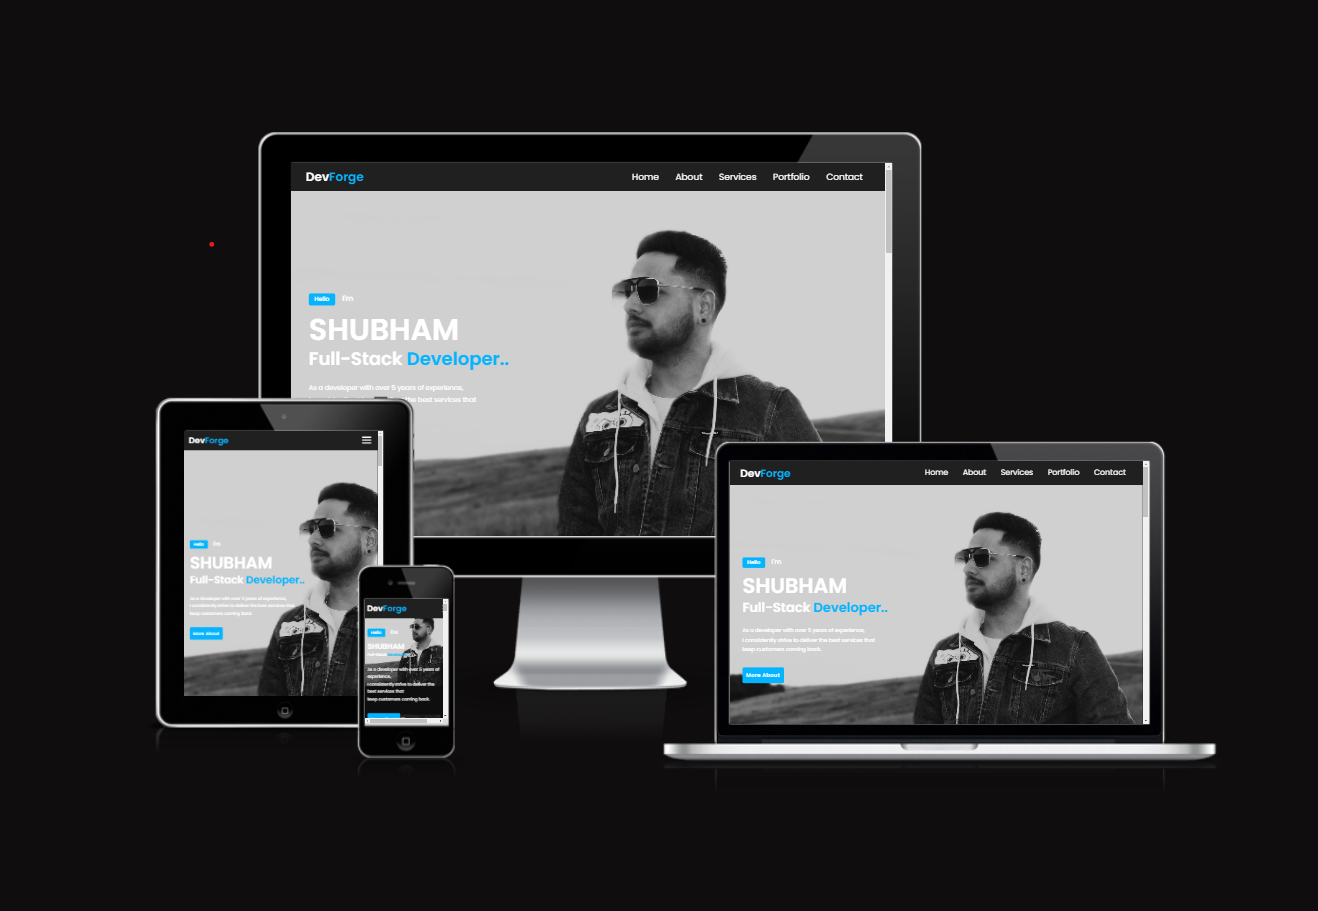 DevForge Home About Services Portfolio Contact
Hello I'm
SHUBHAM
Full-Stack Developer..
As a developer with over 5 years of experience,
the best services that
DevForge
Hello I'm
SHUBHAM
Full-Stack Developer..
As a developer with over 5 years of experience,
I consistently strive to deliver the best services that
keep customers coming back.
More About
DevForge
Hello I'm
SHUBHAM
Full-Stack
As a developer with over 5 years of
experience,
I consistently strive to deliver the
best services that
keep customers coming back.
DevForge Home About Services Portfolio Contact
Hello I'm
SHUBHAM
Full-Stack Developer..
As a developer with over 5 years of experience,
I consistently strive to deliver the best services that
keep customers coming back.
More About